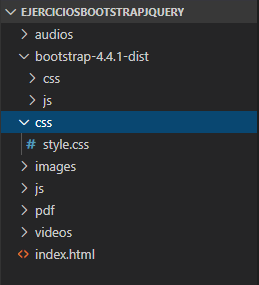 EJERCICIOSBOOTSTRAPJQUERY
audios
bootstrap-4.4.1-dist
css
js
css
# style.css
images
js
pdf
videos
<> index.html